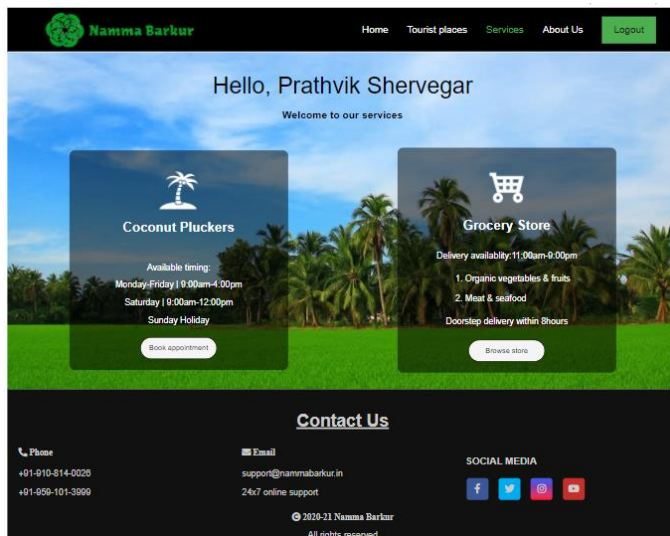 Namma Barkur
Home Tourist places Services About Us Logout
Hello, Prathvik Shervegar
Welcome to our services
Coconut Pluckers
Available timing:
Monday-Friday | 9:00am-4:00pm
Saturday | 9:00am-12:00pm
Sunday Holiday
Book appointment
Grocery Store
Delivery availablity:11:00am-9:00pm
1. Organic vegetables & fruits
2. Meat & seafood
Doorstep delivery within 8hours
Browse store
Contact Us
Phone
+91-910-814-0026
+91-959-101-3999
Email
support@nammabarkur.in
24x7 online support
SOCIAL MEDIA
© 2020-21 Namma Barkur
All rights reserved